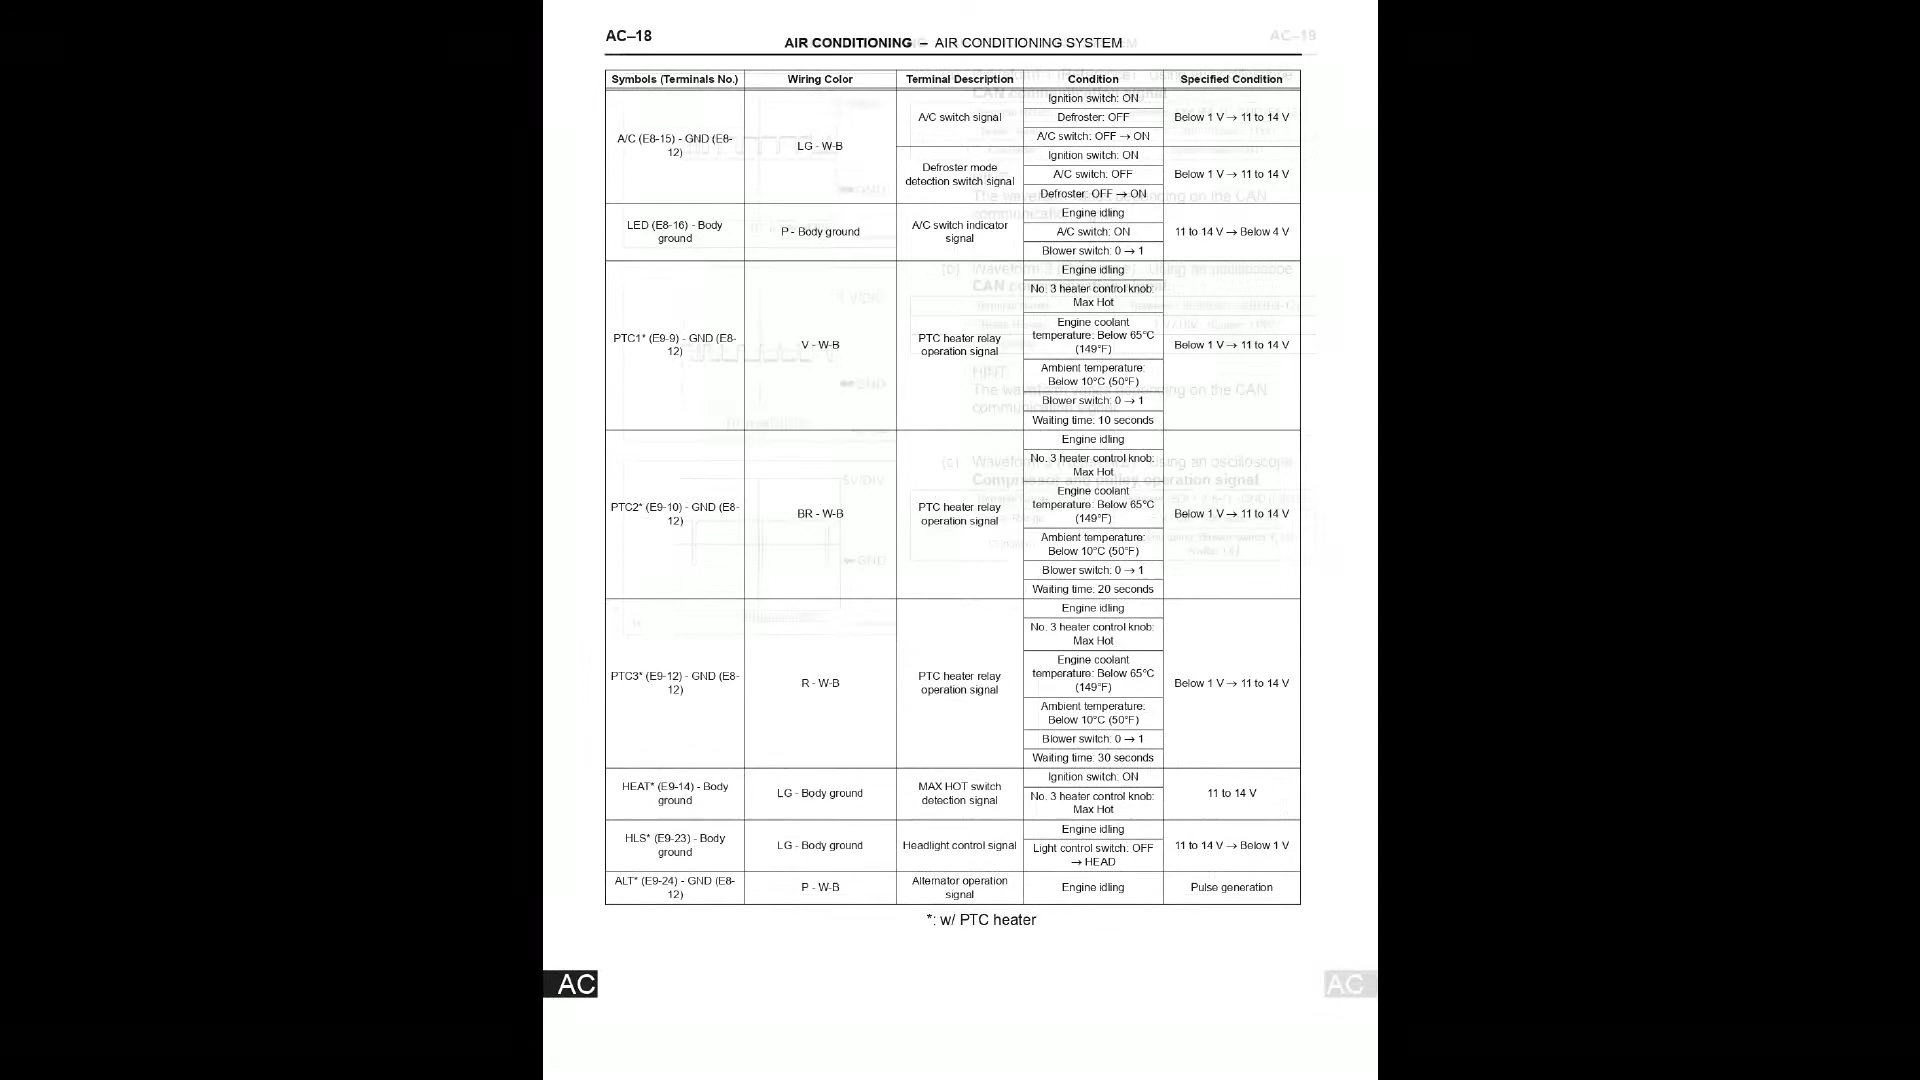 AC–18
AIR CONDITIONING – AIR CONDITIONING SYSTEM
AC–19
Symbols (Terminals No.) Wiring Color Terminal Description Condition Specified Condition
A/C (E8-15) - GND (E8-
12)
LG - W-B
A/C switch signal
Ignition switch: ON
Defroster: OFF
A/C switch: OFF → ON
Below 1 V → 11 to 14 V
Defroster mode
detection switch signal
Ignition switch: ON
A/C switch: OFF
Defroster: OFF → ON
Below 1 V → 11 to 14 V
LED (E8-16) - Body
ground
P - Body ground
A/C switch indicator
signal
Engine idling
A/C switch: ON
Blower switch: 0 → 1
11 to 14 V → Below 4 V
PTC1* (E9-9) - GND (E8-
12)
V - W-B
PTC heater relay
operation signal
Engine idling
No. 3 heater control knob:
Max Hot
Engine coolant
temperature: Below 65°C
(149°F)
Ambient temperature:
Below 10°C (50°F)
Blower switch: 0 → 1
Waiting time: 10 seconds
Below 1 V → 11 to 14 V
PTC2* (E9-10) - GND (E8-
12)
BR - W-B
PTC heater relay
operation signal
Engine idling
No. 3 heater control knob:
Max Hot
Engine coolant
temperature: Below 65°C
(149°F)
Ambient temperature:
Below 10°C (50°F)
Blower switch: 0 → 1
Waiting time: 20 seconds
Below 1 V → 11 to 14 V
PTC3* (E9-12) - GND (E8-
12)
R - W-B
PTC heater relay
operation signal
Engine idling
No. 3 heater control knob:
Max Hot
Engine coolant
temperature: Below 65°C
(149°F)
Ambient temperature:
Below 10°C (50°F)
Blower switch: 0 → 1
Waiting time: 30 seconds
Below 1 V → 11 to 14 V
HEAT* (E9-14) - Body
ground
LG - Body ground
MAX HOT switch
detection signal
Ignition switch: ON
No. 3 heater control knob:
Max Hot
11 to 14 V
HLS* (E9-23) - Body
ground
LG - Body ground
Headlight control signal
Engine idling
Light control switch: OFF
→ HEAD
11 to 14 V → Below 1 V
ALT* (E9-24) - GND (E8-
12)
P - W-B
Alternator operation
signal
Engine idling
Pulse generation
*: w/ PTC heater
AC
AC